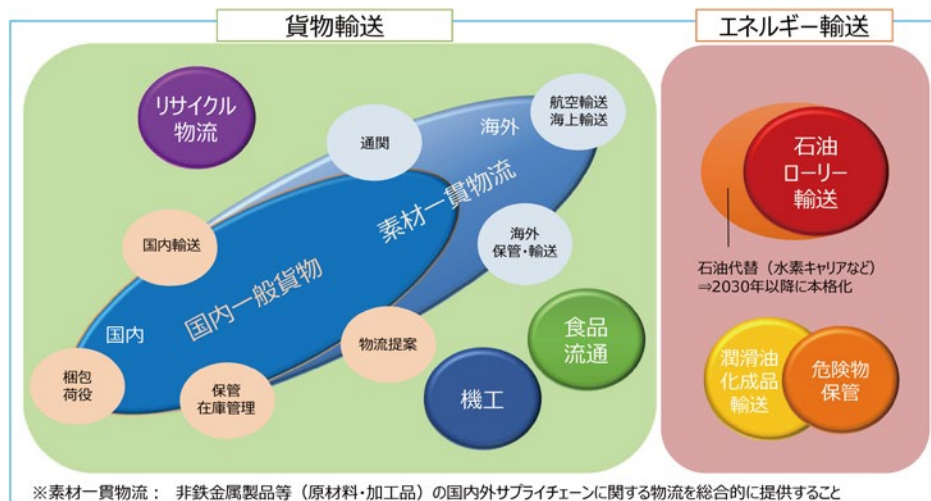 貨物輸送
エネルギー輸送
リサイクル
物流
通関
海外
航空輸送
海上輸送
素材一貫物流
国内輸送
海外
保管・輸送
国内一般貨物
国内
物流提案
食品
流通
梱包
荷役
保管
在庫管理
機工
石油
ローリー
輸送
石油代替（水素キャリアなど）
⇒2030年以降に本格化
潤滑油
化成品
輸送
危険物
保管
※素材一貫物流： 非鉄金属製品等（原材料・加工品）の国内外サプライチェーンに関する物流を総合的に提供すること